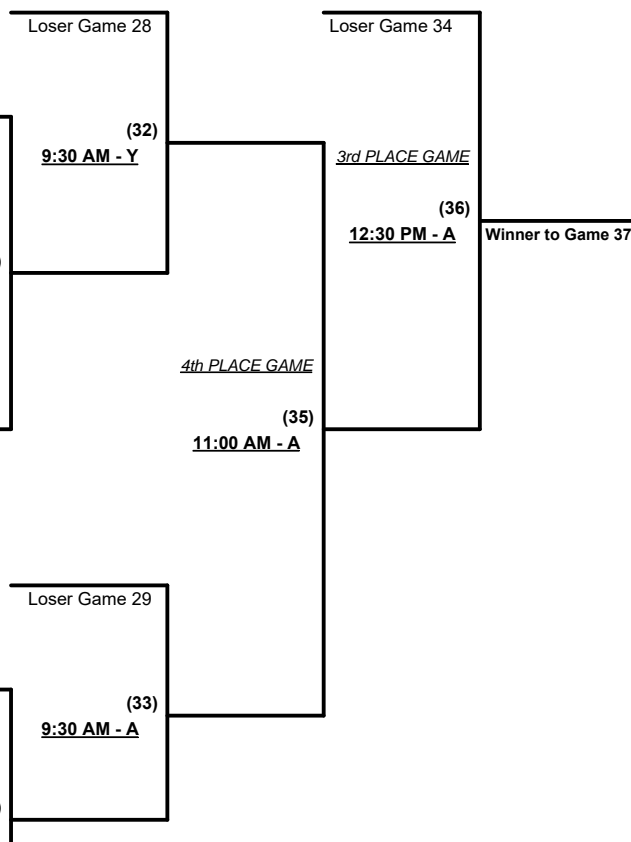 Loser Game 28
Loser Game 34
(32)
9:30 AM - Y
3rd PLACE GAME
(36)
12:30 PM - A
Winner to Game 37
4th PLACE GAME
(35)
11:00 AM - A
Loser Game 29
(33)
9:30 AM - A